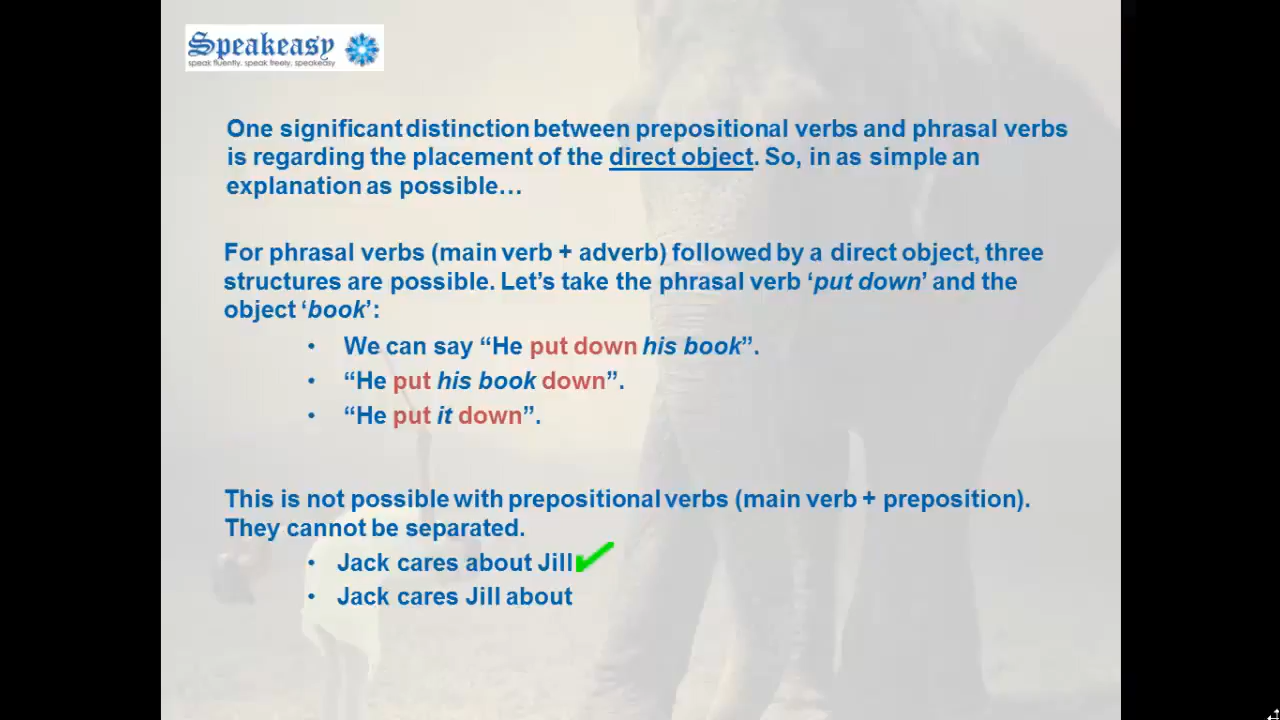 Speakeasy
speak fluently, speak freely, speakeasy
One significant distinction between prepositional verbs and phrasal verbs
is regarding the placement of the direct object. So, in as simple an
explanation as possible…
For phrasal verbs (main verb + adverb) followed by a direct object, three
structures are possible. Let’s take the phrasal verb ‘put down’ and the
object ‘book’:
• We can say “He put down his book”.
• “He put his book down”.
• “He put it down”.
This is not possible with prepositional verbs (main verb + preposition).
They cannot be separated.
• Jack cares about Jill
• Jack cares Jill about